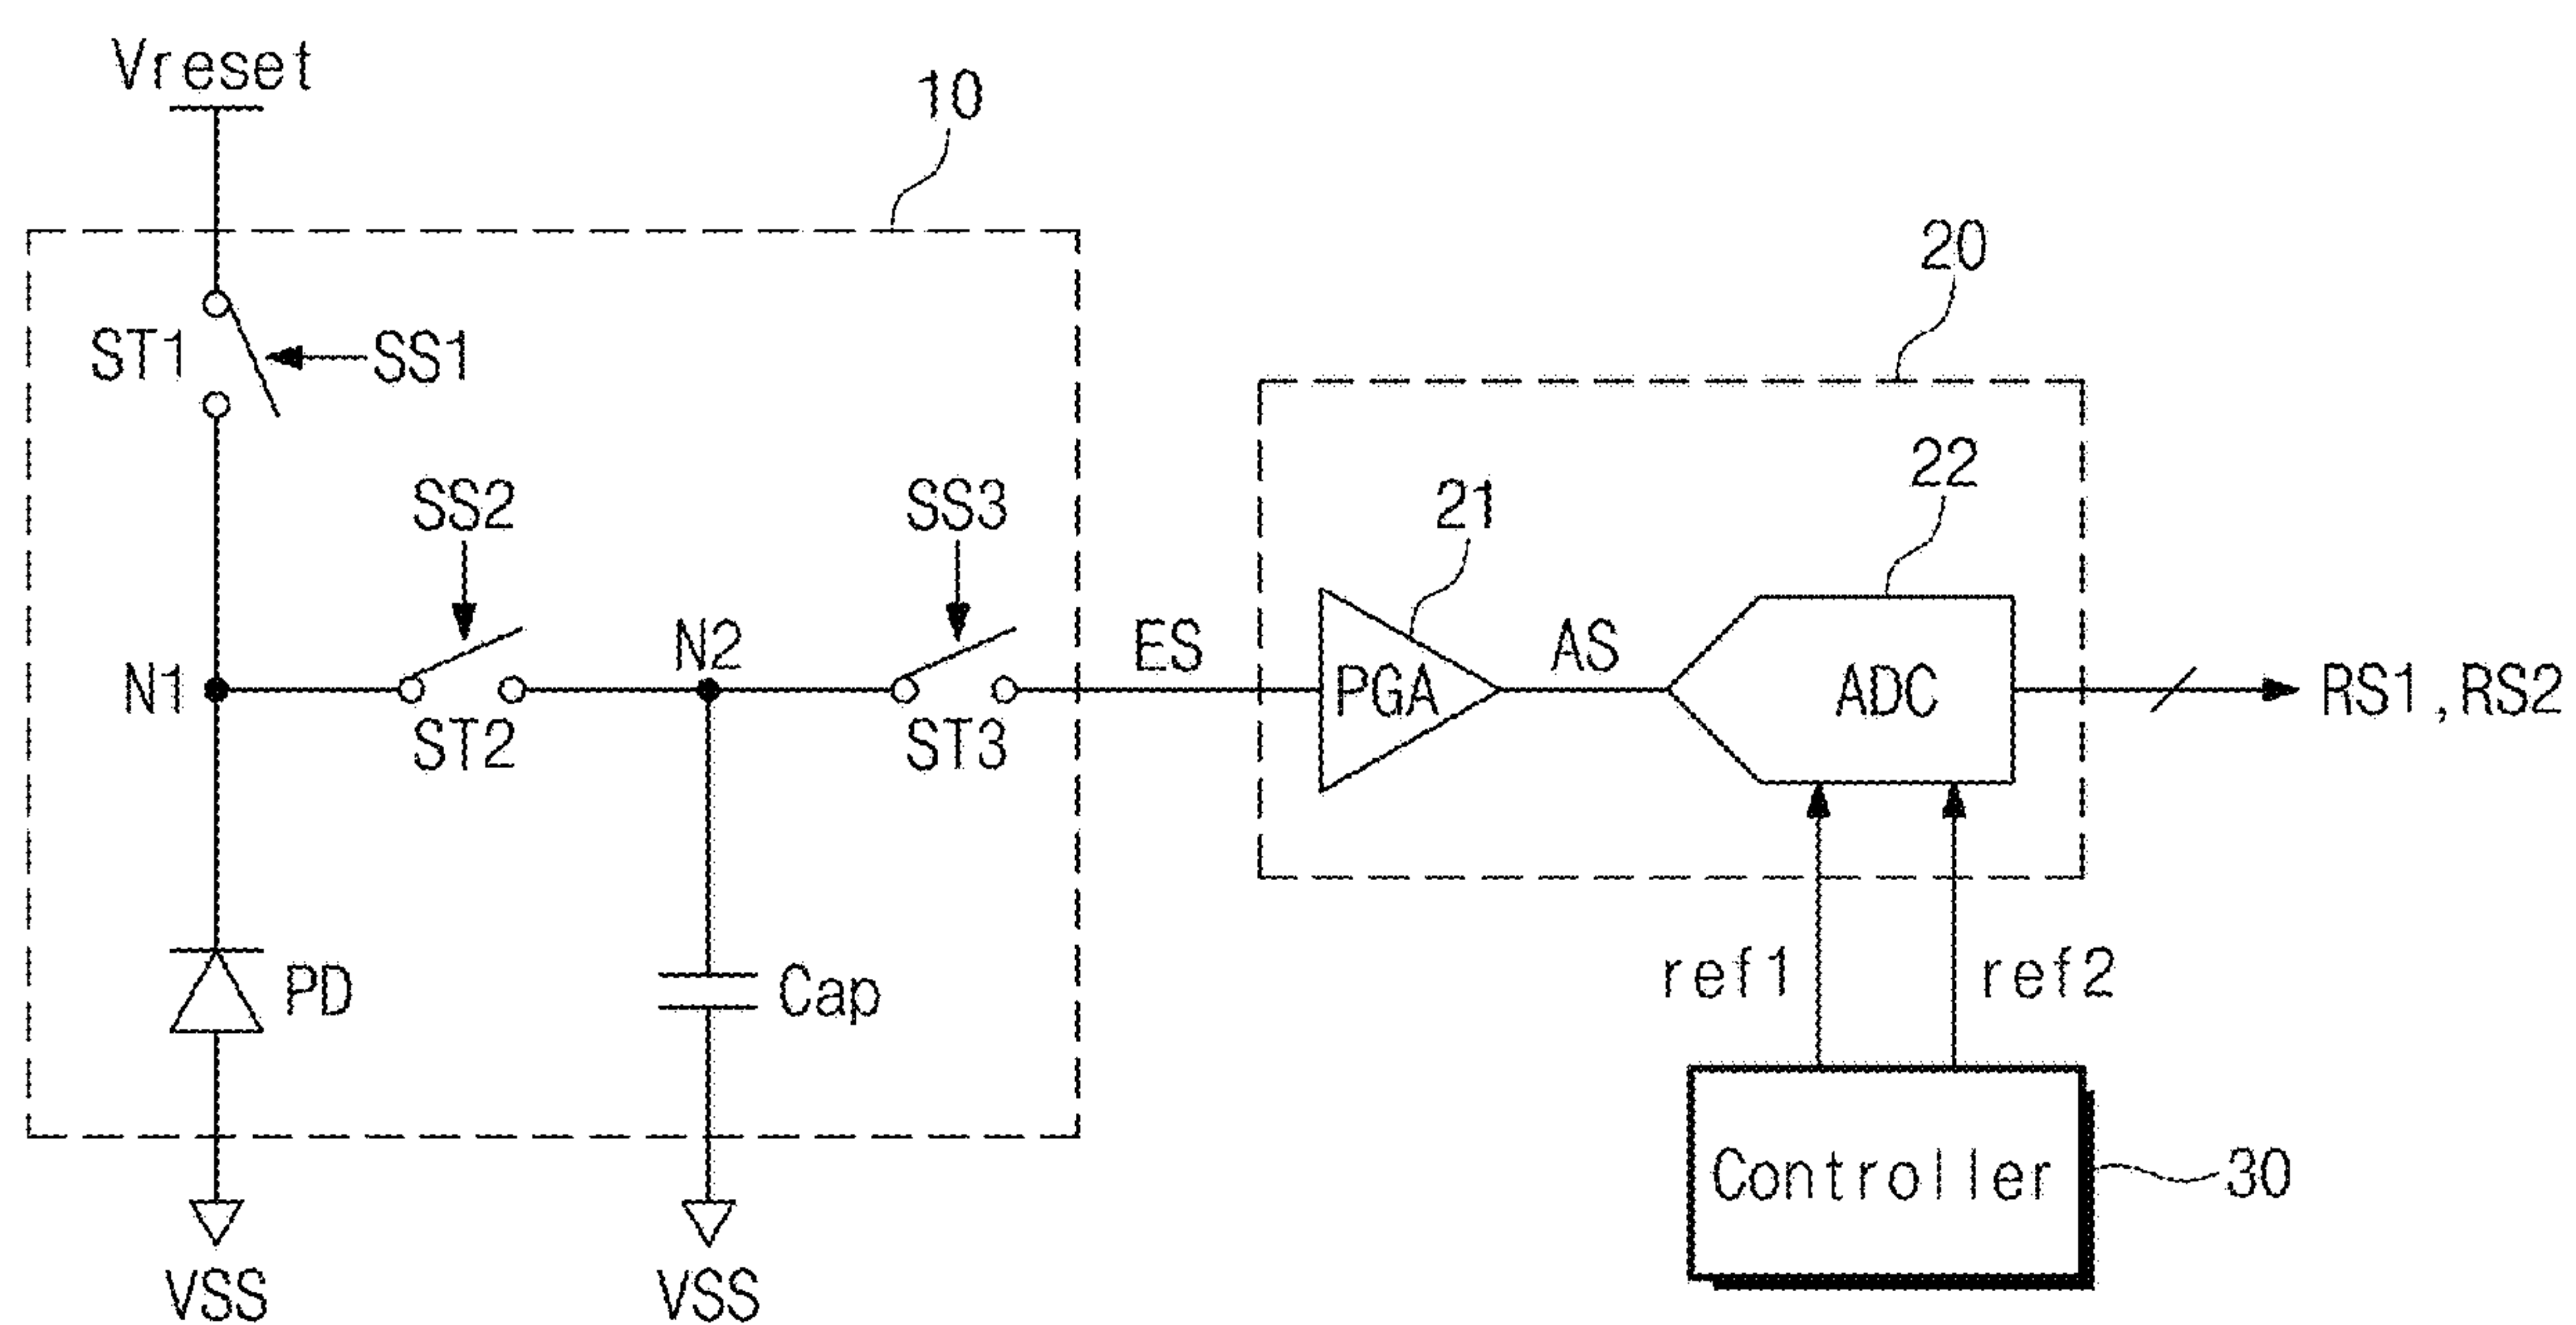 Vreset
10
20
ST1
SS1
22
SS2
SS3
21
N1
N2
ES
PGA
AS
ADC
RS1,RS2
ST2
ST3
PD
Cap
ref1
ref2
Controller
30
VSS
VSS